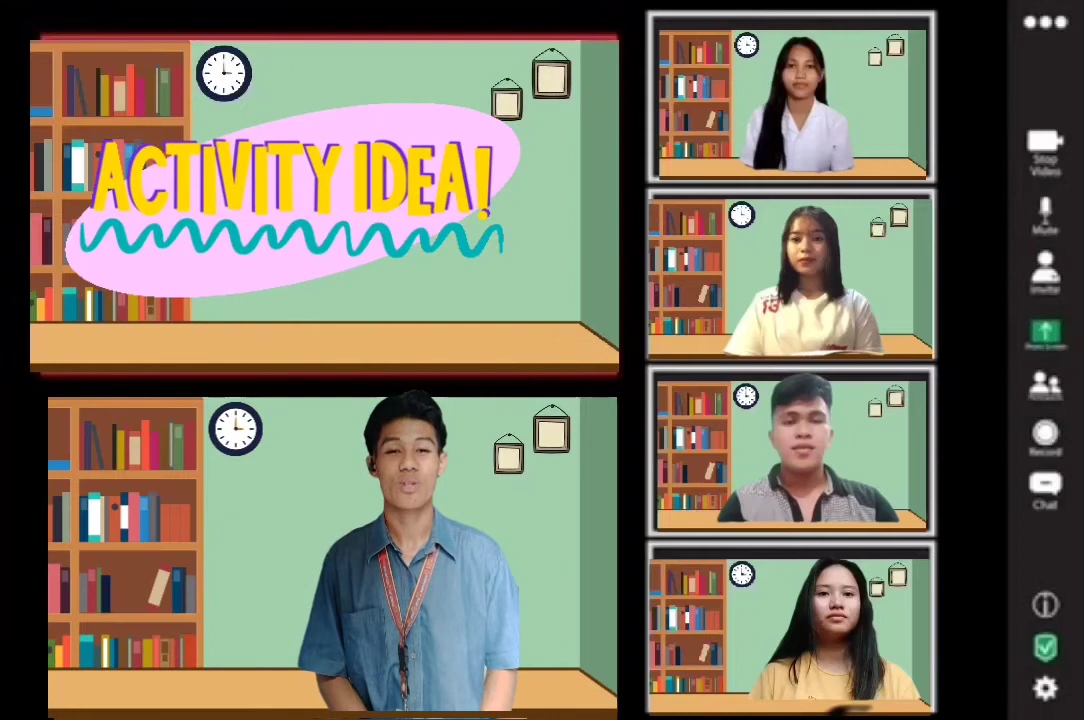 ACTIVITY IDEA!
Stop
Video
Mute
Invite
Record
Chat